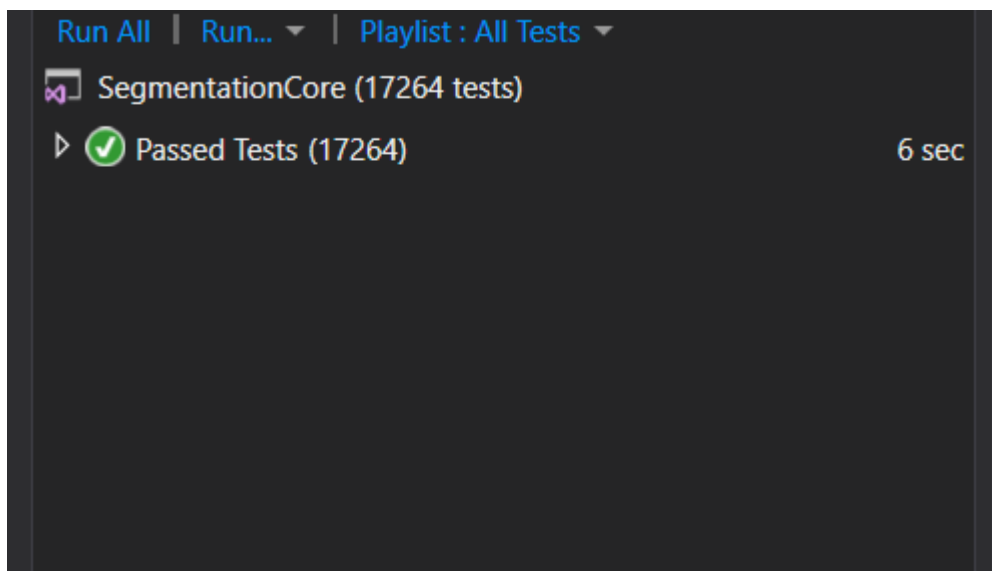 Run All | Run... | Playlist : All Tests
SegmentationCore (17264 tests)
Passed Tests (17264) 6 sec